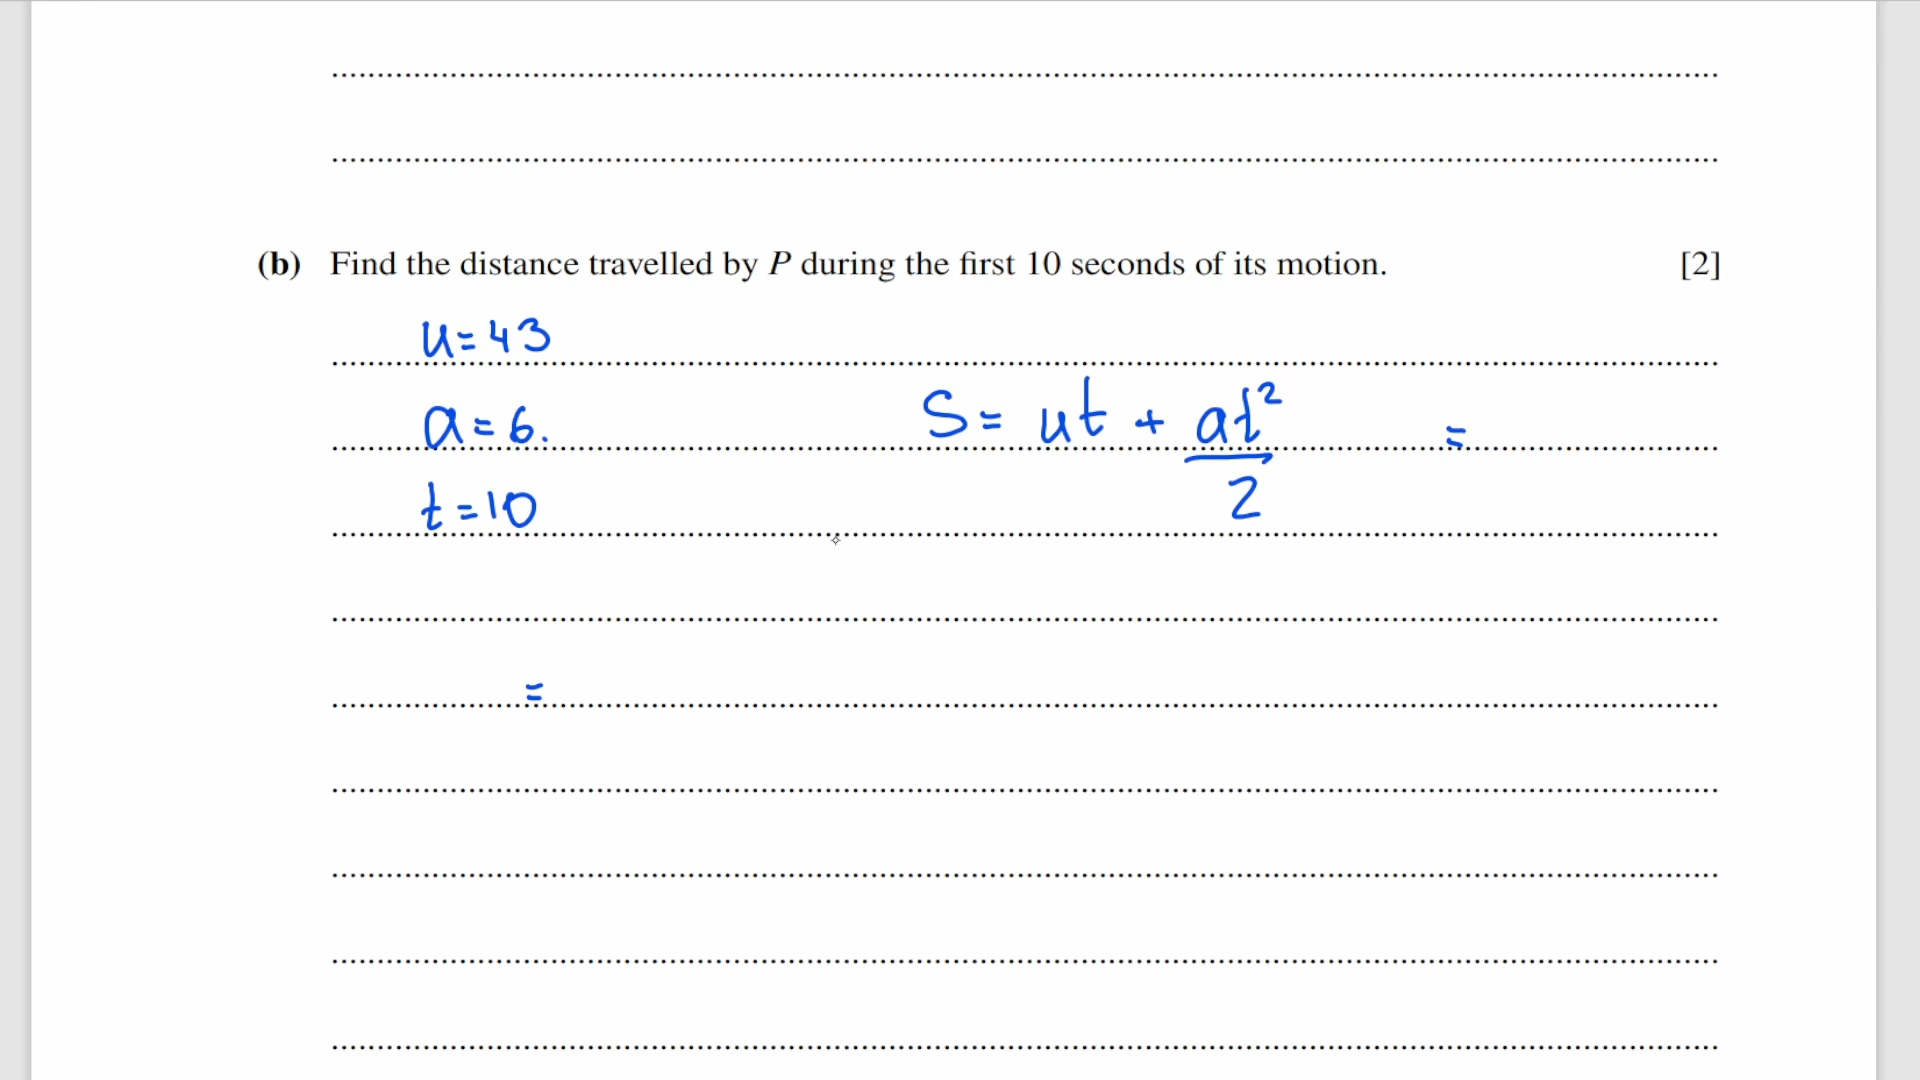 (b) Find the distance travelled by P during the first 10 seconds of its motion. [2]
u = 43
a = 6.
t = 10
S = ut + at²/2 =
=